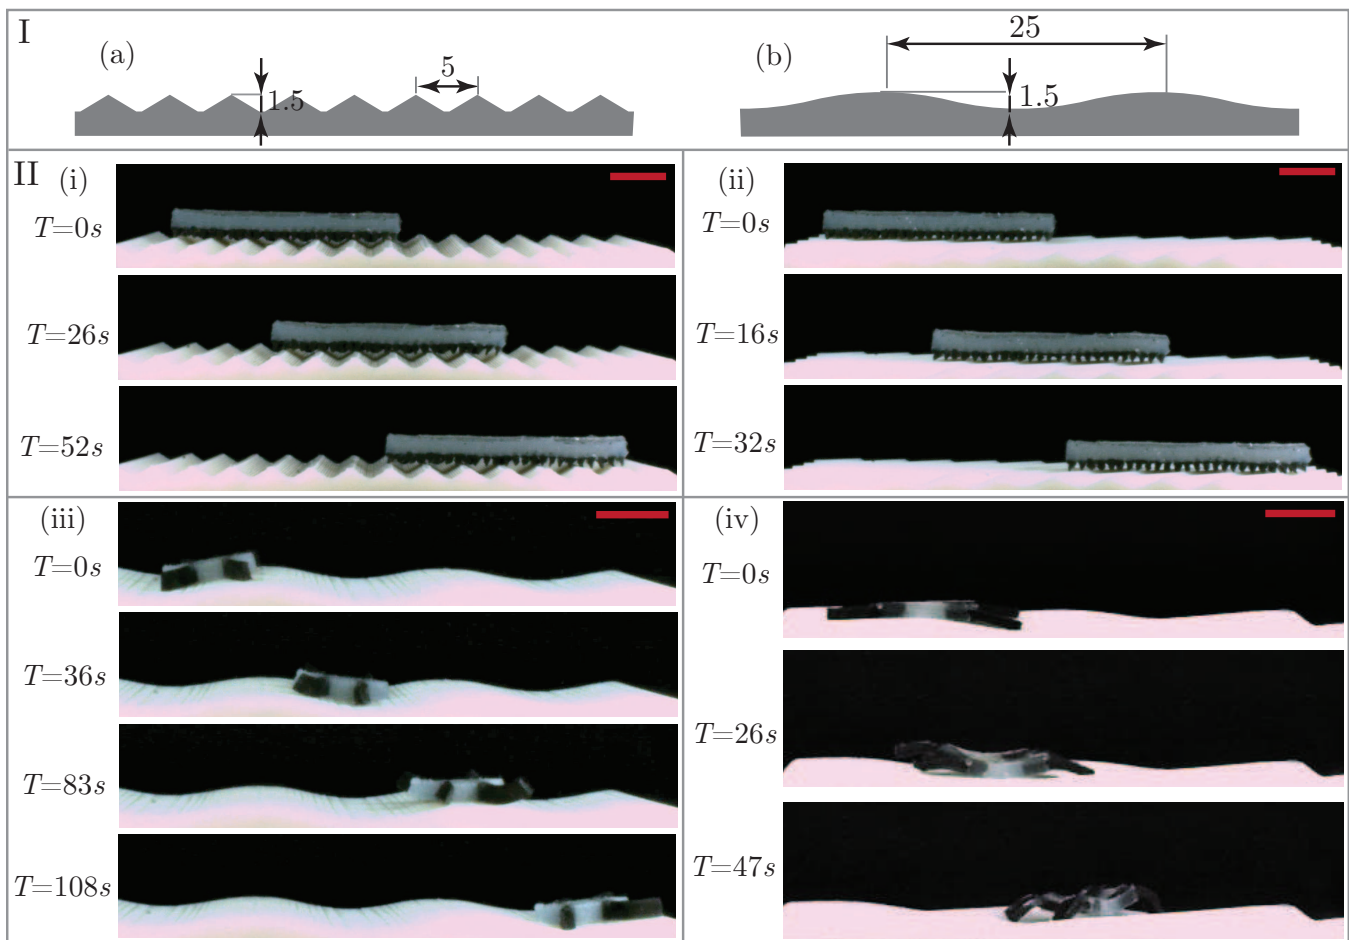 I
(a)
5
1.5
(b)
25
1.5
II
(i)
T=0s
T=26s
T=52s
(ii)
T=0s
T=16s
T=32s
(iii)
T=0s
T=36s
T=83s
T=108s
(iv)
T=0s
T=26s
T=47s